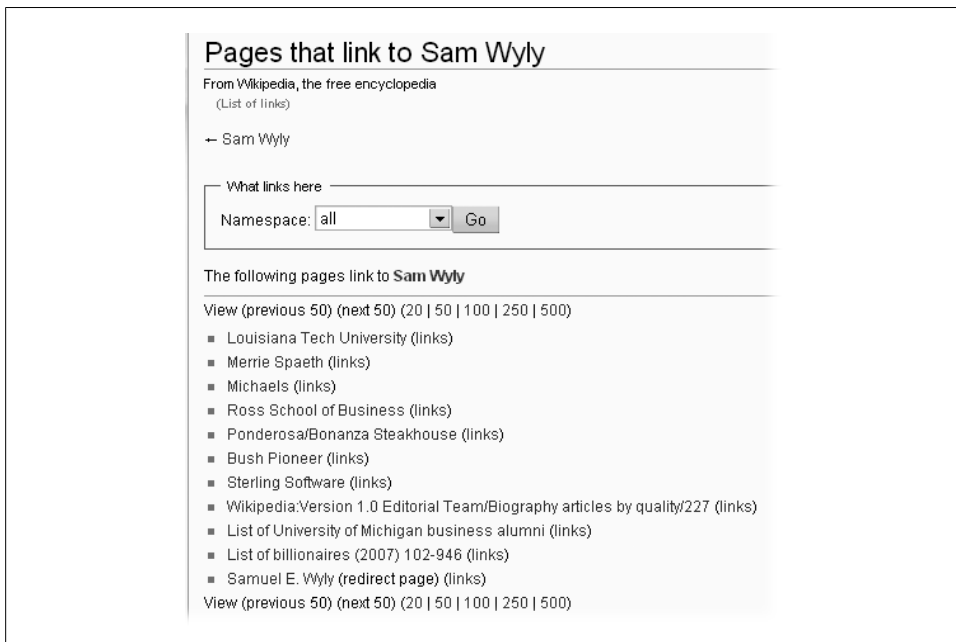 Pages that link to Sam Wyly
From Wikipedia, the free encyclopedia
(List of links)
← Sam Wyly
What links here
Namespace: all Go
The following pages link to Sam Wyly
View (previous 50) (next 50) (20 | 50 | 100 | 250 | 500)
Louisiana Tech University (links)
Merrie Spaeth (links)
Michaels (links)
Ross School of Business (links)
Ponderosa/Bonanza Steakhouse (links)
Bush Pioneer (links)
Sterling Software (links)
Wikipedia:Version 1.0 Editorial Team/Biography articles by quality/227 (links)
List of University of Michigan business alumni (links)
List of billionaires (2007) 102-946 (links)
Samuel E. Wyly (redirect page) (links)
View (previous 50) (next 50) (20 | 50 | 100 | 250 | 500)